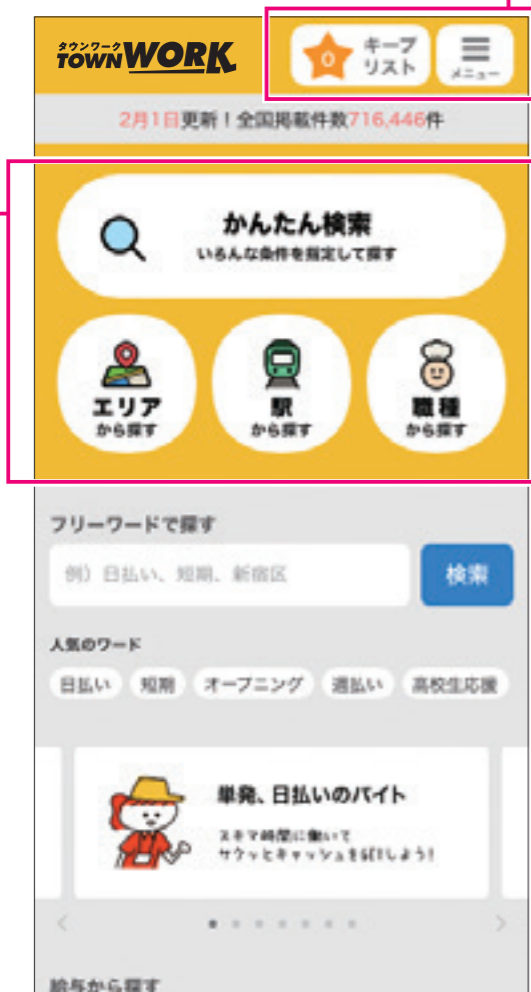 タウンワーク
TOWNWORK
0
キープ
リスト
メニュー
2月1日更新！全国掲載件数716,446件
かんたん検索
いろんな条件を指定して探す
エリア
から探す
駅
から探す
職種
から探す
フリーワードで探す
例）日払い、短期、新宿区
検索
人気のワード
日払い
短期
オープニング
週払い
高校生応援
単発、日払いのバイト
スキマ時間に働いて
サクッとキャッシュをGETしよう!
給与から探す